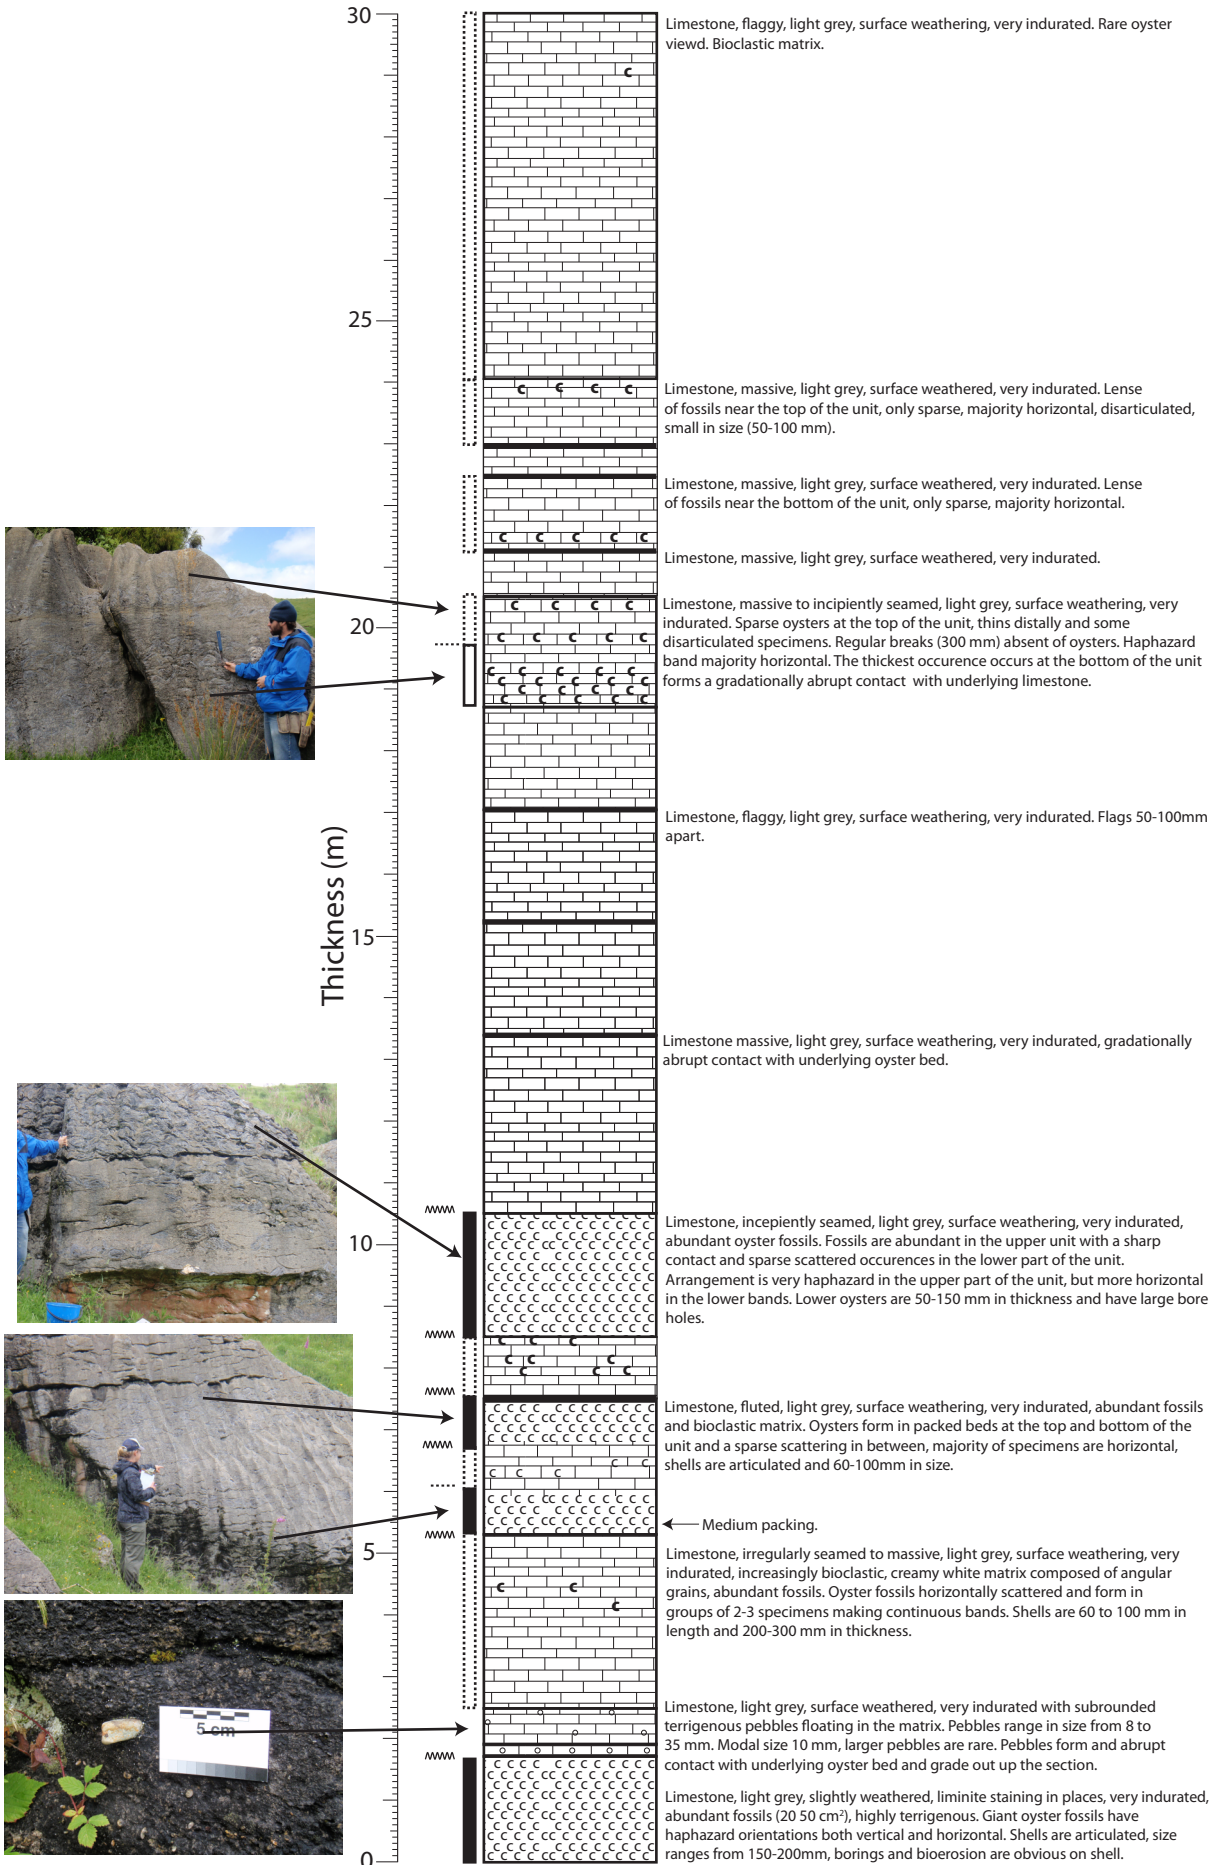 30
Limestone, flaggy, light grey, surface weathering, very indurated. Rare oyster
viewd. Bioclastic matrix.
25
Limestone, massive, light grey, surface weathered, very indurated. Lense
of fossils near the top of the unit, only sparse, majority horizontal, disarticulated,
small in size (50-100 mm).
Limestone, massive, light grey, surface weathered, very indurated. Lense
of fossils near the bottom of the unit, only sparse, majority horizontal.
Limestone, massive, light grey, surface weathered, very indurated.
20
Limestone, massive to incipiently seamed, light grey, surface weathering, very
indurated. Sparse oysters at the top of the unit, thins distally and some
disarticulated specimens. Regular breaks (300 mm) absent of oysters. Haphazard
band majority horizontal. The thickest occurence occurs at the bottom of the unit
forms a gradationally abrupt contact with underlying limestone.
Limestone, flaggy, light grey, surface weathering, very indurated. Flags 50-100mm
apart.
Thickness (m)
15
Limestone massive, light grey, surface weathering, very indurated, gradationally
abrupt contact with underlying oyster bed.
10
Limestone, incepiently seamed, light grey, surface weathering, very indurated,
abundant oyster fossils. Fossils are abundant in the upper unit with a sharp
contact and sparse scattered occurences in the lower part of the unit.
Arrangement is very haphazard in the upper part of the unit, but more horizontal
in the lower bands. Lower oysters are 50-150 mm in thickness and have large bore
holes.
Limestone, fluted, light grey, surface weathering, very indurated, abundant fossils
and bioclastic matrix. Oysters form in packed beds at the top and bottom of the
unit and a sparse scattering in between, majority of specimens are horizontal,
shells are articulated and 60-100mm in size.
Medium packing.
5
Limestone, irregularly seamed to massive, light grey, surface weathering, very
indurated, increasingly bioclastic, creamy white matrix composed of angular
grains, abundant fossils. Oyster fossils horizontally scattered and form in
groups of 2-3 specimens making continuous bands. Shells are 60 to 100 mm in
length and 200-300 mm in thickness.
5 cm
Limestone, light grey, surface weathered, very indurated with subrounded
terrigenous pebbles floating in the matrix. Pebbles range in size from 8 to
35 mm. Modal size 10 mm, larger pebbles are rare. Pebbles form and abrupt
contact with underlying oyster bed and grade out up the section.
Limestone, light grey, slightly weathered, liminite staining in places, very indurated,
abundant fossils (20 50 cm²), highly terrigenous. Giant oyster fossils have
haphazard orientations both vertical and horizontal. Shells are articulated, size
ranges from 150-200mm, borings and bioerosion are obvious on shell.
0